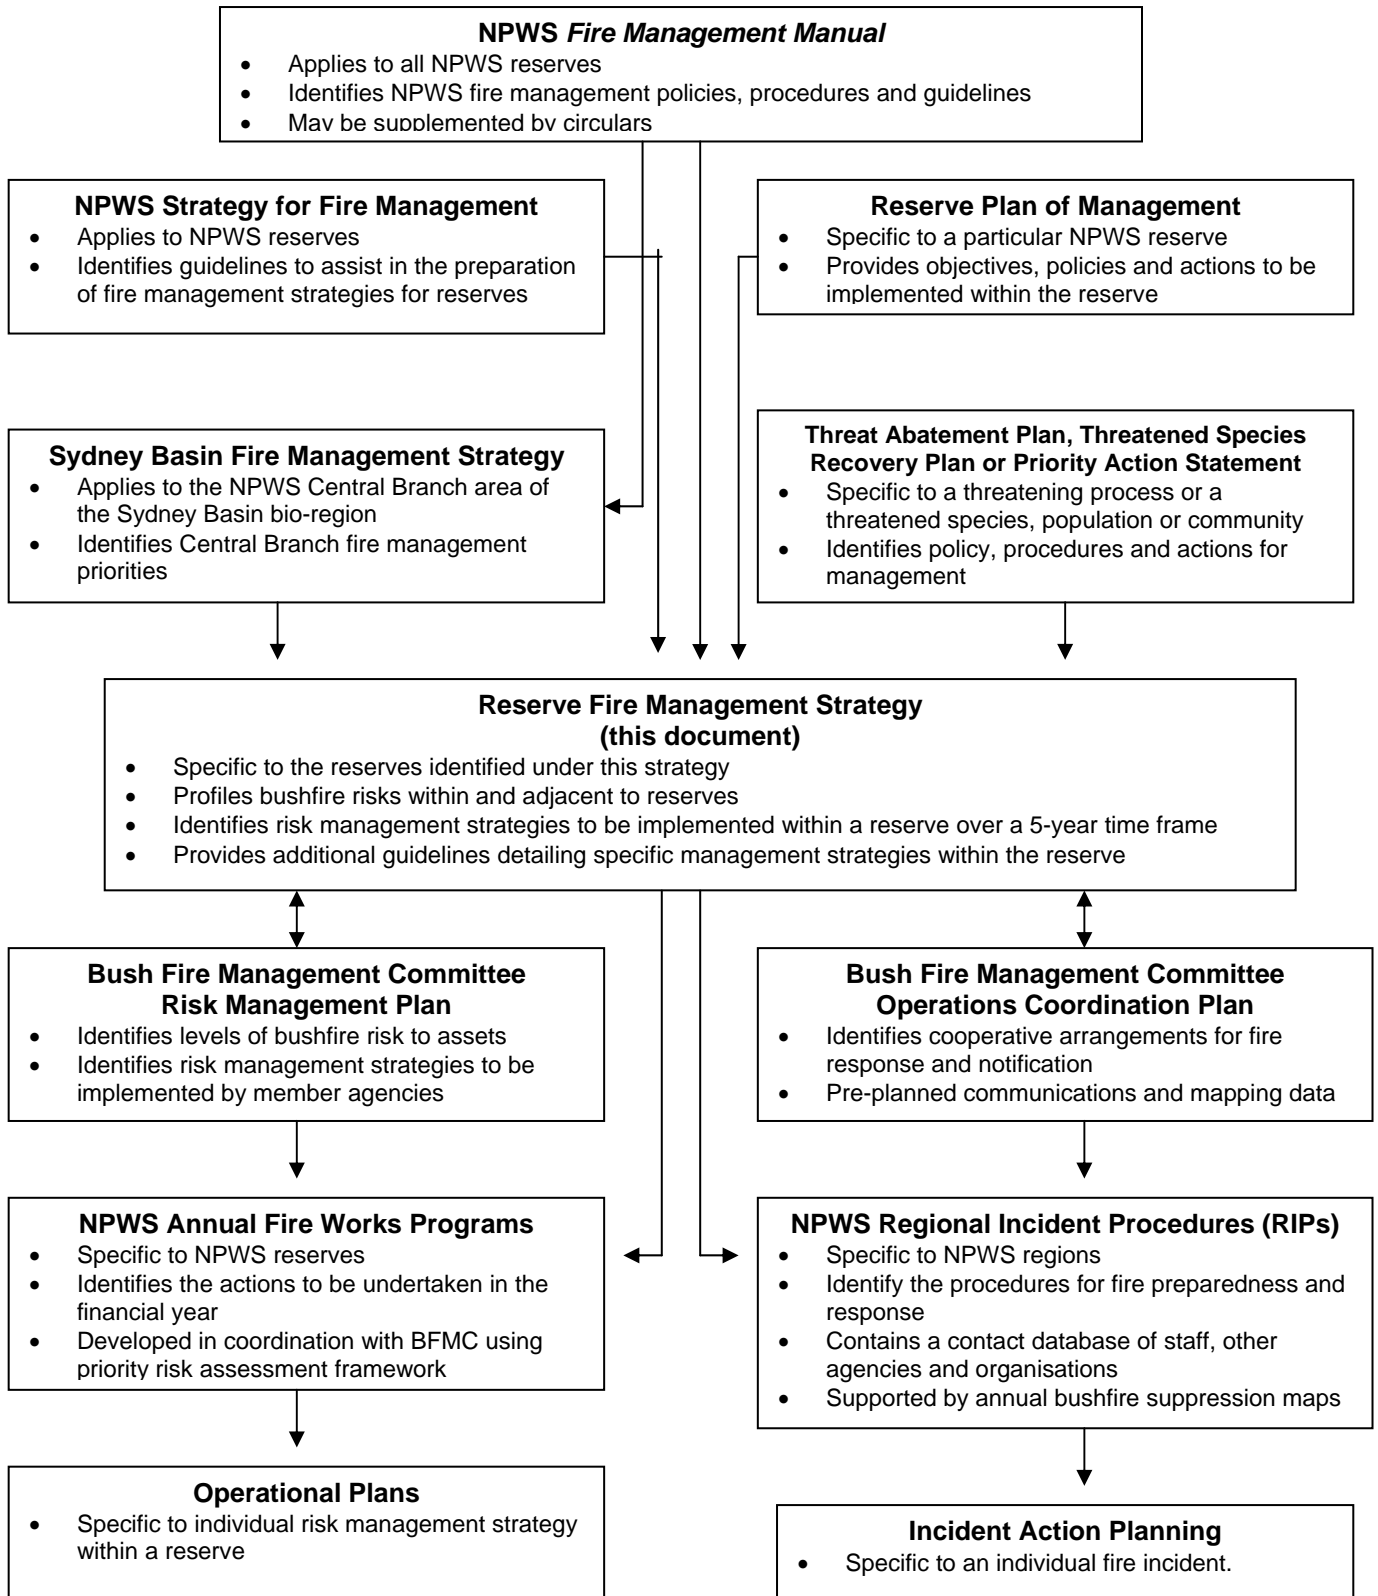 NPWS Fire Management Manual
• Applies to all NPWS reserves
• Identifies NPWS fire management policies, procedures and guidelines
• May be supplemented by circulars
NPWS Strategy for Fire Management
• Applies to NPWS reserves
• Identifies guidelines to assist in the preparation
of fire management strategies for reserves
Reserve Plan of Management
• Specific to a particular NPWS reserve
• Provides objectives, policies and actions to be
implemented within the reserve
Sydney Basin Fire Management Strategy
• Applies to the NPWS Central Branch area of
the Sydney Basin bio-region
• Identifies Central Branch fire management
priorities
Threat Abatement Plan, Threatened Species
Recovery Plan or Priority Action Statement
• Specific to a threatening process or a
threatened species, population or community
• Identifies policy, procedures and actions for
management
Reserve Fire Management Strategy
(this document)
• Specific to the reserves identified under this strategy
• Profiles bushfire risks within and adjacent to reserves
• Identifies risk management strategies to be implemented within a reserve over a 5-year time frame
• Provides additional guidelines detailing specific management strategies within the reserve
Bush Fire Management Committee
Risk Management Plan
• Identifies levels of bushfire risk to assets
• Identifies risk management strategies to be
implemented by member agencies
Bush Fire Management Committee
Operations Coordination Plan
• Identifies cooperative arrangements for fire
response and notification
• Pre-planned communications and mapping data
NPWS Annual Fire Works Programs
• Specific to NPWS reserves
• Identifies the actions to be undertaken in the
financial year
• Developed in coordination with BFMC using
priority risk assessment framework
NPWS Regional Incident Procedures (RIPs)
• Specific to NPWS regions
• Identify the procedures for fire preparedness and
response
• Contains a contact database of staff, other
agencies and organisations
• Supported by annual bushfire suppression maps
Operational Plans
• Specific to individual risk management strategy
within a reserve
Incident Action Planning
• Specific to an individual fire incident.